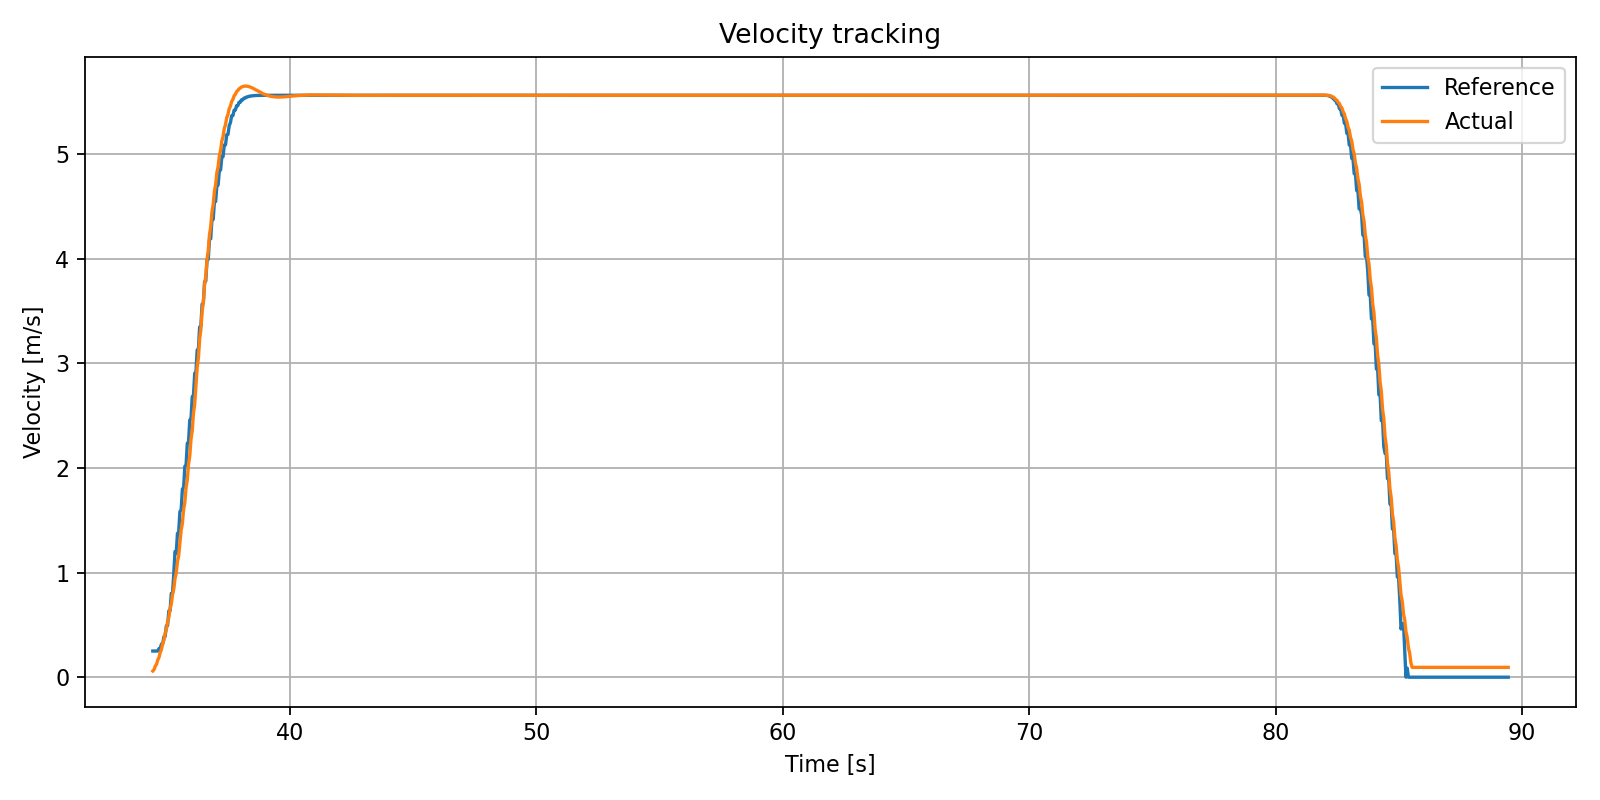 Velocity tracking
Reference
Actual
Velocity [m/s]
5
4
3
2
1
0
40 50 60 70 80 90
Time [s]